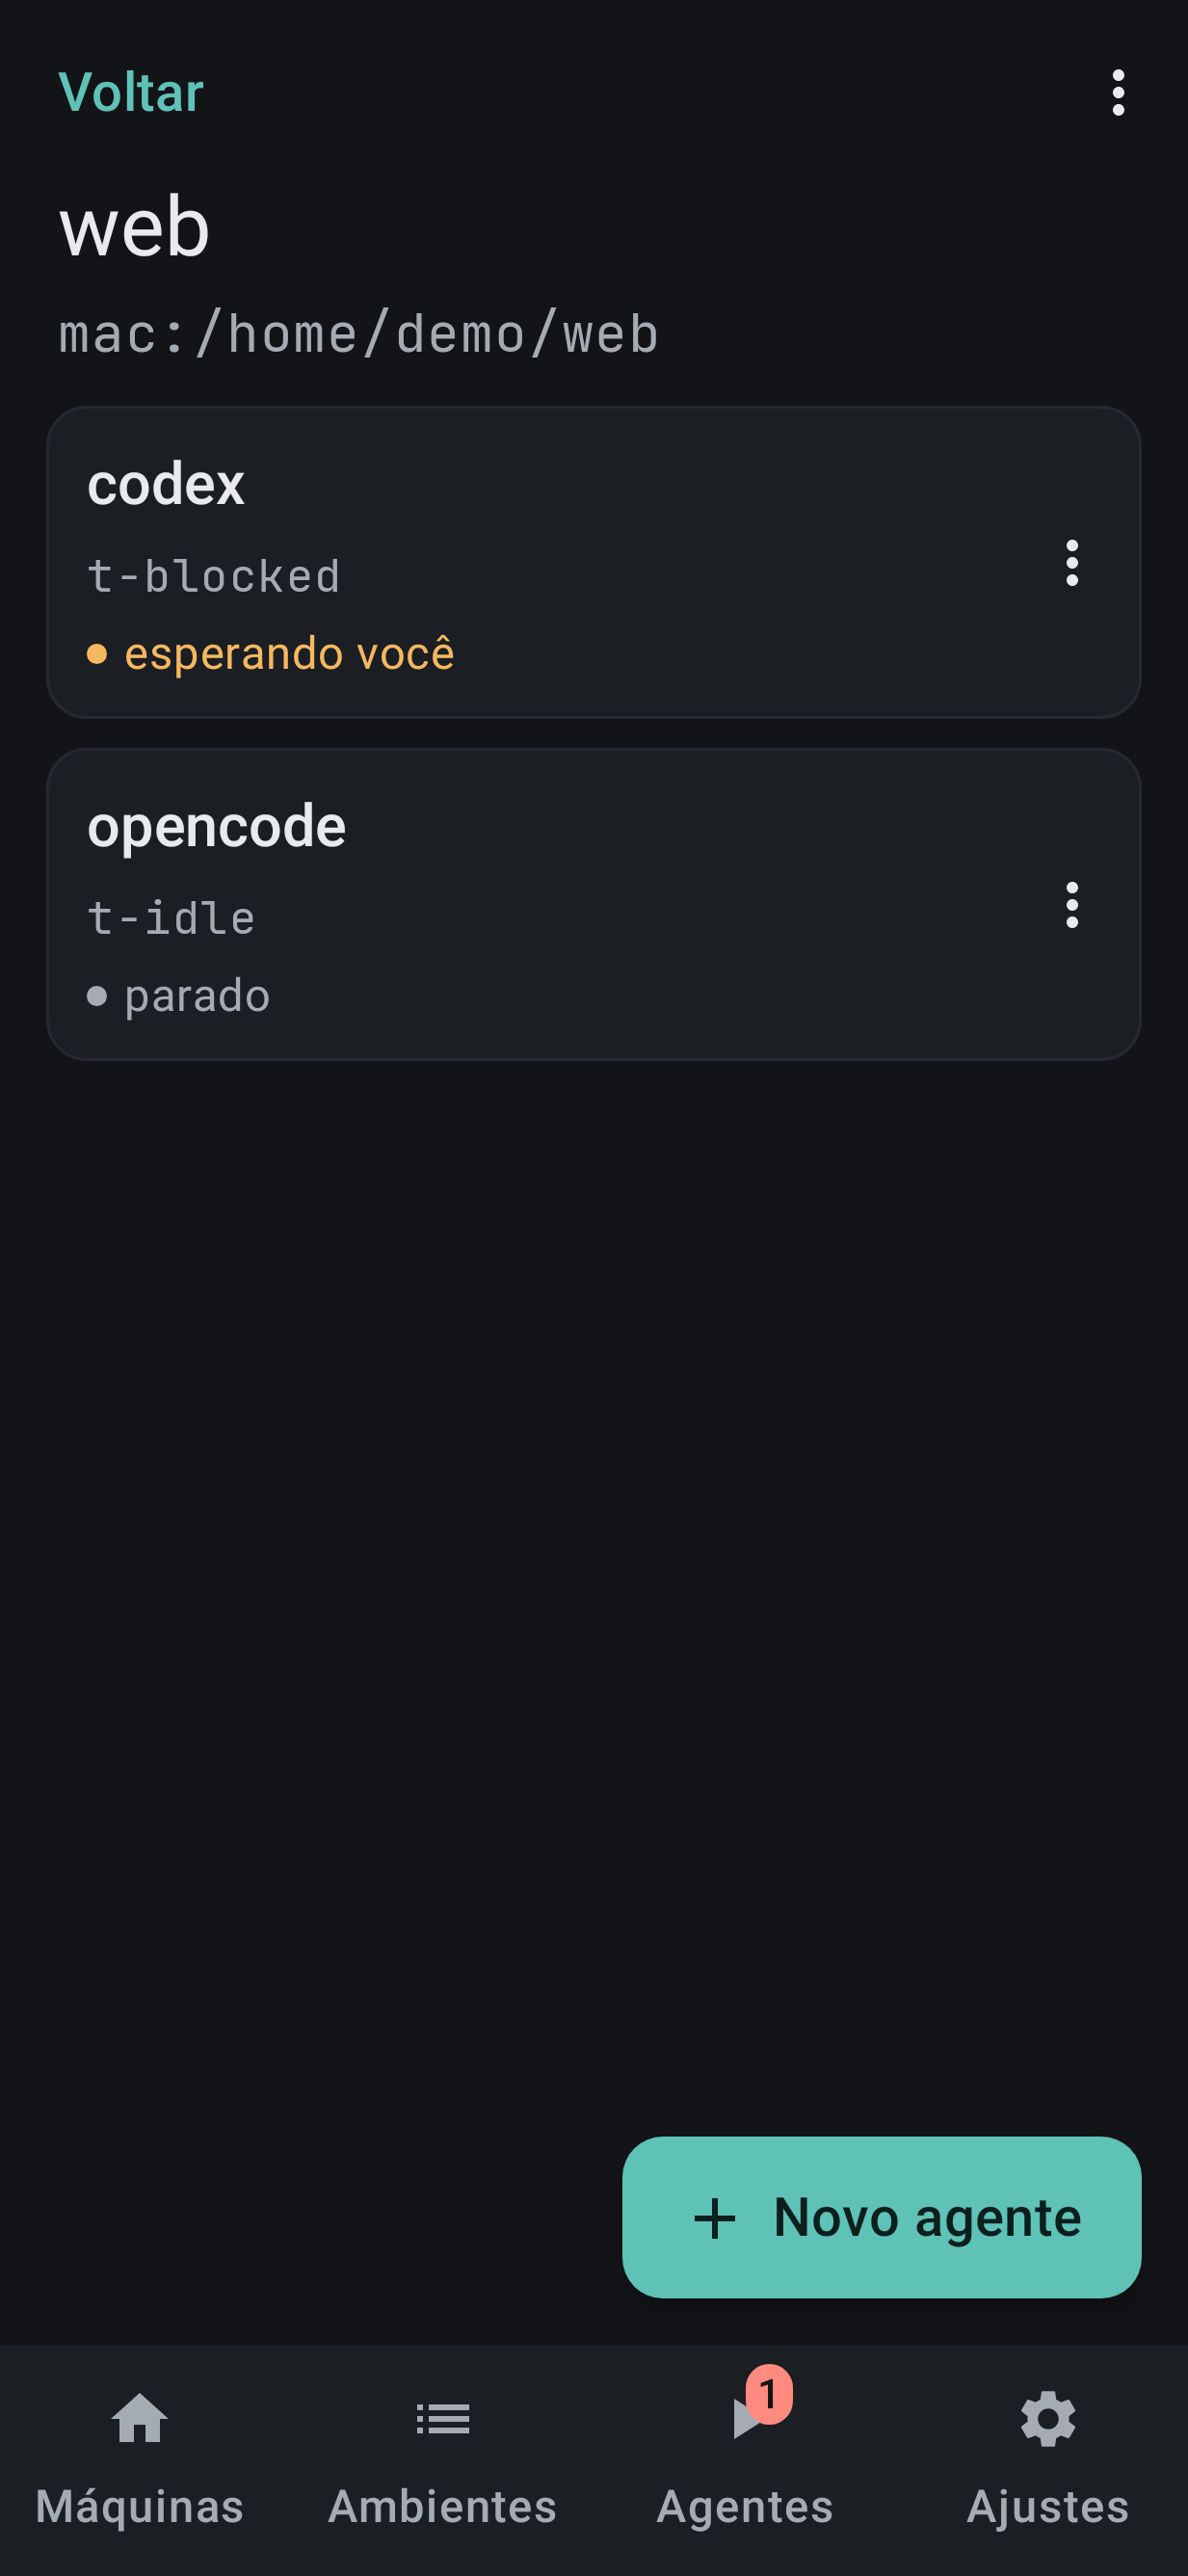 Voltar
web
mac:/home/demo/web
codex
t-blocked
esperando você
opencode
t-idle
parado
Novo agente
1
Máquinas
Ambientes
Agentes
Ajustes